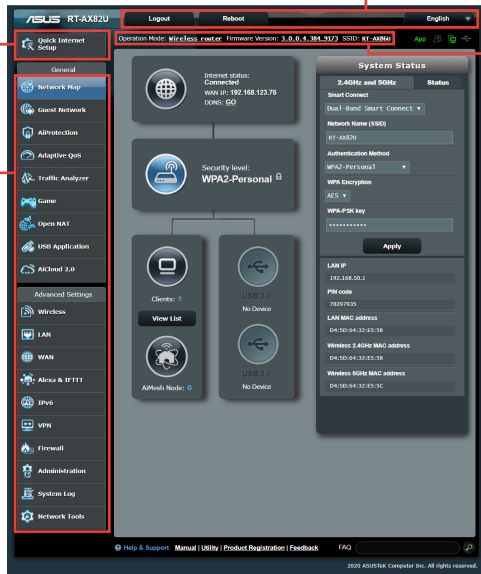 ASUS RT-AX82U
Logout
Reboot
English
Quick Internet
Setup
Operation Mode: Wireless router Firmware Version: 3.0.0.4.384_9173 SSID: RT-AX86U
App
General
Network Map
Guest Network
AiProtection
Adaptive QoS
Traffic Analyzer
Game
Open NAT
USB Application
AiCloud 2.0
Advanced Settings
Wireless
LAN
WAN
Alexa & IFTTT
IPv6
VPN
Firewall
Administration
System Log
Network Tools
Internet status:
Connected
WAN IP: 192.168.123.76
DDNS: GO
Security level:
WPA2-Personal
Clients: 1
View List
AiMesh Node: 0
USB 3.0
No Device
USB 3.0
No Device
System Status
2.4GHz and 5GHz
Status
Smart Connect
Dual-Band Smart Connect
Network Name (SSID)
RT-AX82U
Authentication Method
WPA2-Personal
WPA Encryption
AES
WPA-PSK key
Apply
LAN IP
192.168.50.1
PIN code
78297935
LAN MAC address
D4:5D:64:32:E5:58
Wireless 2.4GHz MAC address
D4:5D:64:32:E5:58
Wireless 5GHz MAC address
D4:5D:64:32:E5:5C
Help & Support Manual | Utility | Product Registration | Feedback
FAQ
2020 ASUSTeK Computer Inc. All rights reserved.